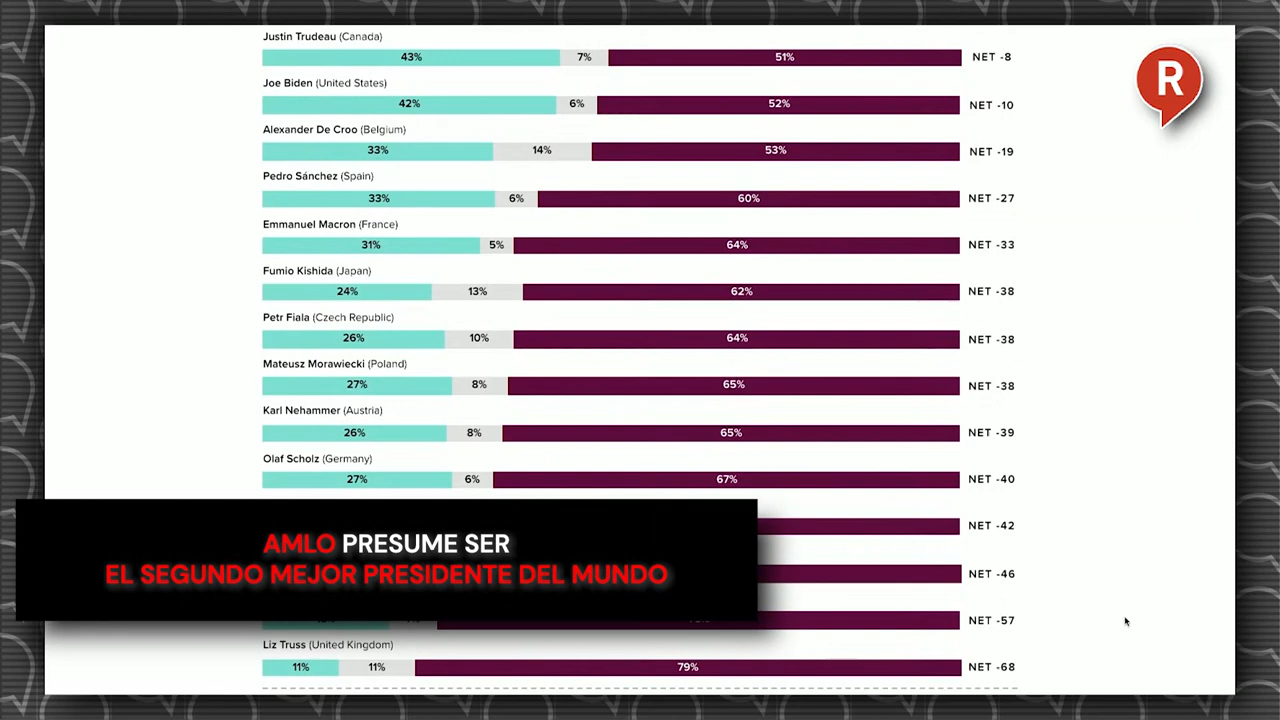 Justin Trudeau (Canada)
43% 7% 51% NET -8
R
Joe Biden (United States)
42% 6% 52% NET -10
Alexander De Croo (Belgium)
33% 14% 53% NET -19
Pedro Sánchez (Spain)
33% 6% 60% NET -27
Emmanuel Macron (France)
31% 5% 64% NET -33
Fumio Kishida (Japan)
24% 13% 62% NET -38
Petr Fiala (Czech Republic)
26% 10% 64% NET -38
Mateusz Morawiecki (Poland)
27% 8% 65% NET -38
Karl Nehammer (Austria)
26% 8% 65% NET -39
Olaf Scholz (Germany)
27% 6% 67% NET -40
NET -42
AMLO PRESUME SER
EL SEGUNDO MEJOR PRESIDENTE DEL MUNDO
NET -46
NET -57
Liz Truss (United Kingdom)
11% 11% 79% NET -68